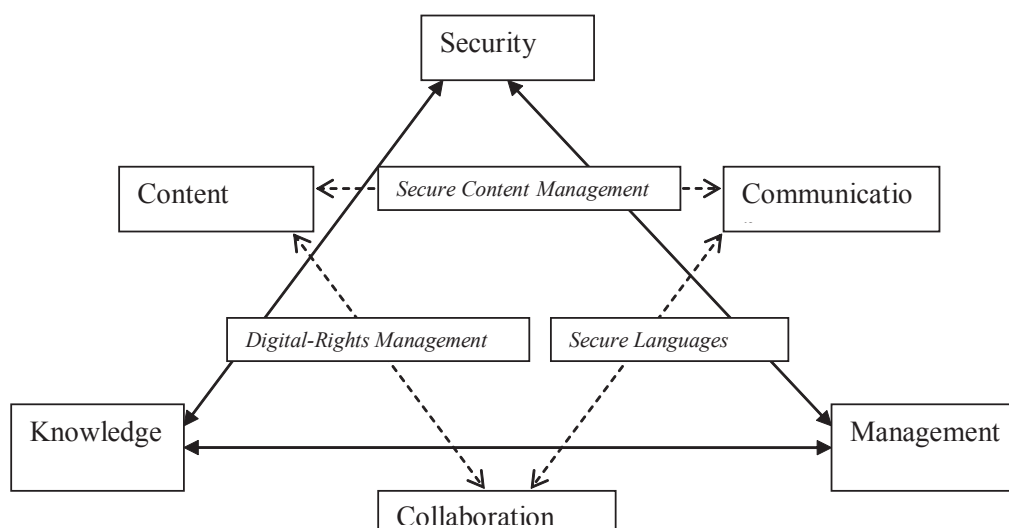 Security
Content
Secure Content Management
Communicatio
Digital-Rights Management
Secure Languages
Knowledge
Management
Collaboration